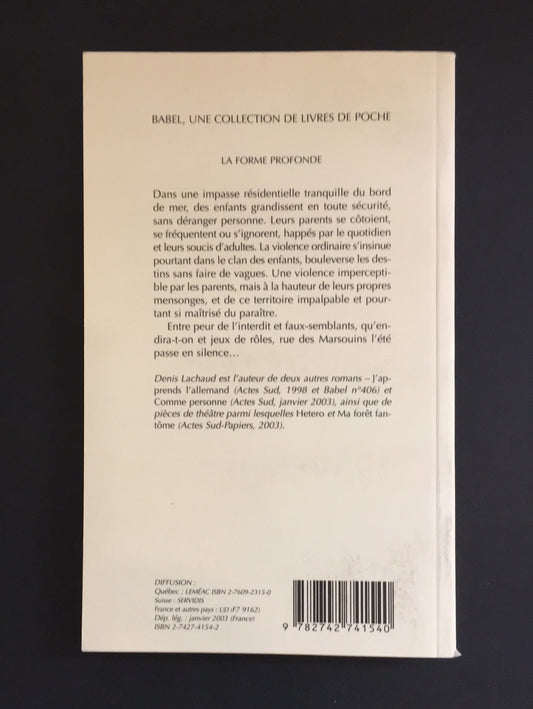 BABEL, UNE COLLECTION DE LIVRES DE POCHE
LA FORME PROFONDE
Dans une impasse résidentielle tranquille du bord
de mer, des enfants grandissent en toute sécurité,
sans déranger personne. Leurs parents se côtoient,
se fréquentent ou s'ignorent, happés par le quotidien
et leurs soucis d'adultes. La violence ordinaire s'insinue
pourtant dans le clan des enfants, bouleverse les des-
tins sans faire de vagues. Une violence impercepti-
ble par les parents, mais à la hauteur de leurs propres
mensonges, et de ce territoire impalpable et pour-
tant si maîtrisé du paraître.
Entre peur de l'interdit et faux-semblants, qu'en-
dira-t-on et jeux de rôles, rue des Marsouins l'été
passe en silence…
Denis Lachaud est l'auteur de deux autres romans – J'ap-
prends l'allemand (Actes Sud, 1998 et Babel n°406) et
Comme personne (Actes Sud, janvier 2003), ainsi que de
pièces de théâtre parmi lesquelles Hetero et Ma forêt fan-
tôme (Actes Sud-Papiers, 2003).
DIFFUSION :
Québec : LEMÉAC ISBN 2-7609-2315-0
Suisse : SERVIDIS
France et autres pays : UD (F7 9162)
Dép. lég. : janvier 2003 (France)
ISBN 2-7427-4154-2
9 782742 741540